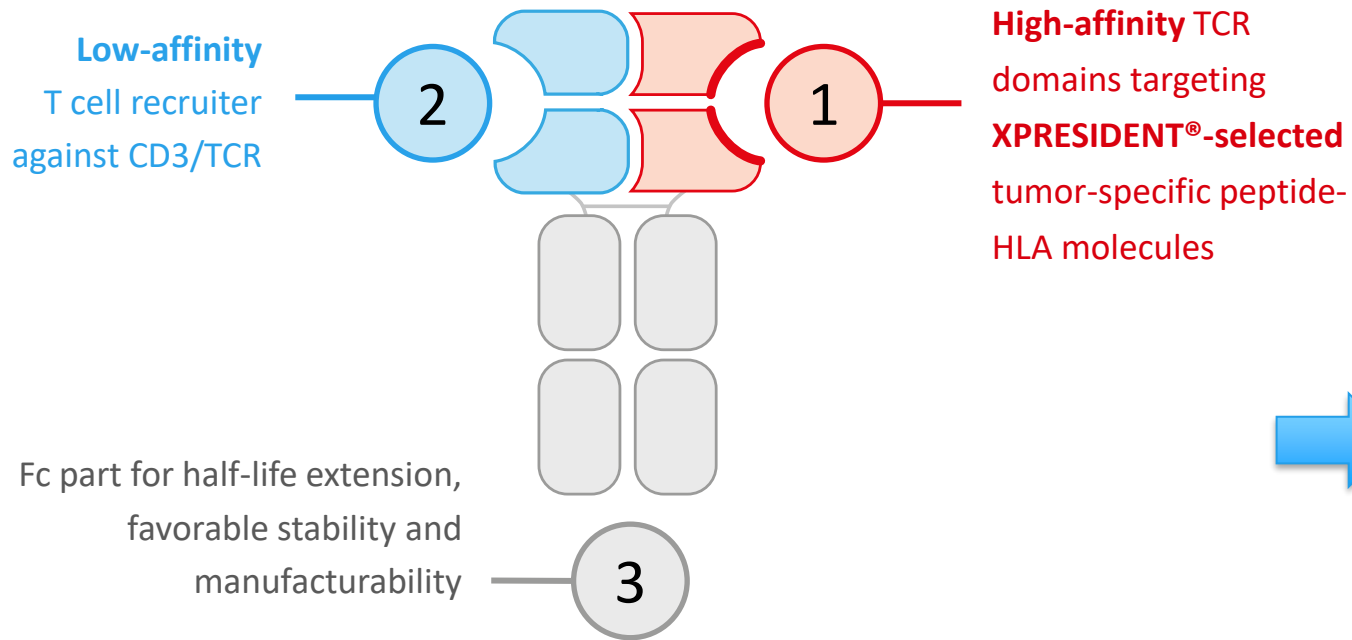 Low-affinity
T cell recruiter
against CD3/TCR
2
1
High-affinity TCR
domains targeting
XPRESIDENT®-selected
tumor-specific peptide-
HLA molecules
Fc part for half-life extension,
favorable stability and
manufacturability
3